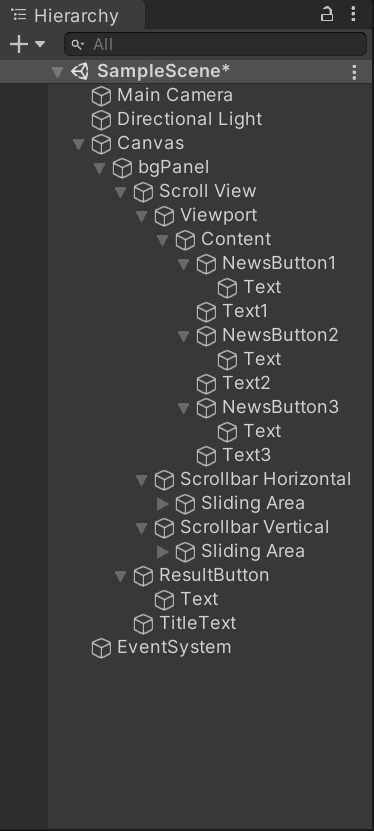 Hierarchy
All
SampleScene*
Main Camera
Directional Light
Canvas
bgPanel
Scroll View
Viewport
Content
NewsButton1
Text
Text1
NewsButton2
Text
Text2
NewsButton3
Text
Text3
Scrollbar Horizontal
Sliding Area
Scrollbar Vertical
Sliding Area
ResultButton
Text
TitleText
EventSystem